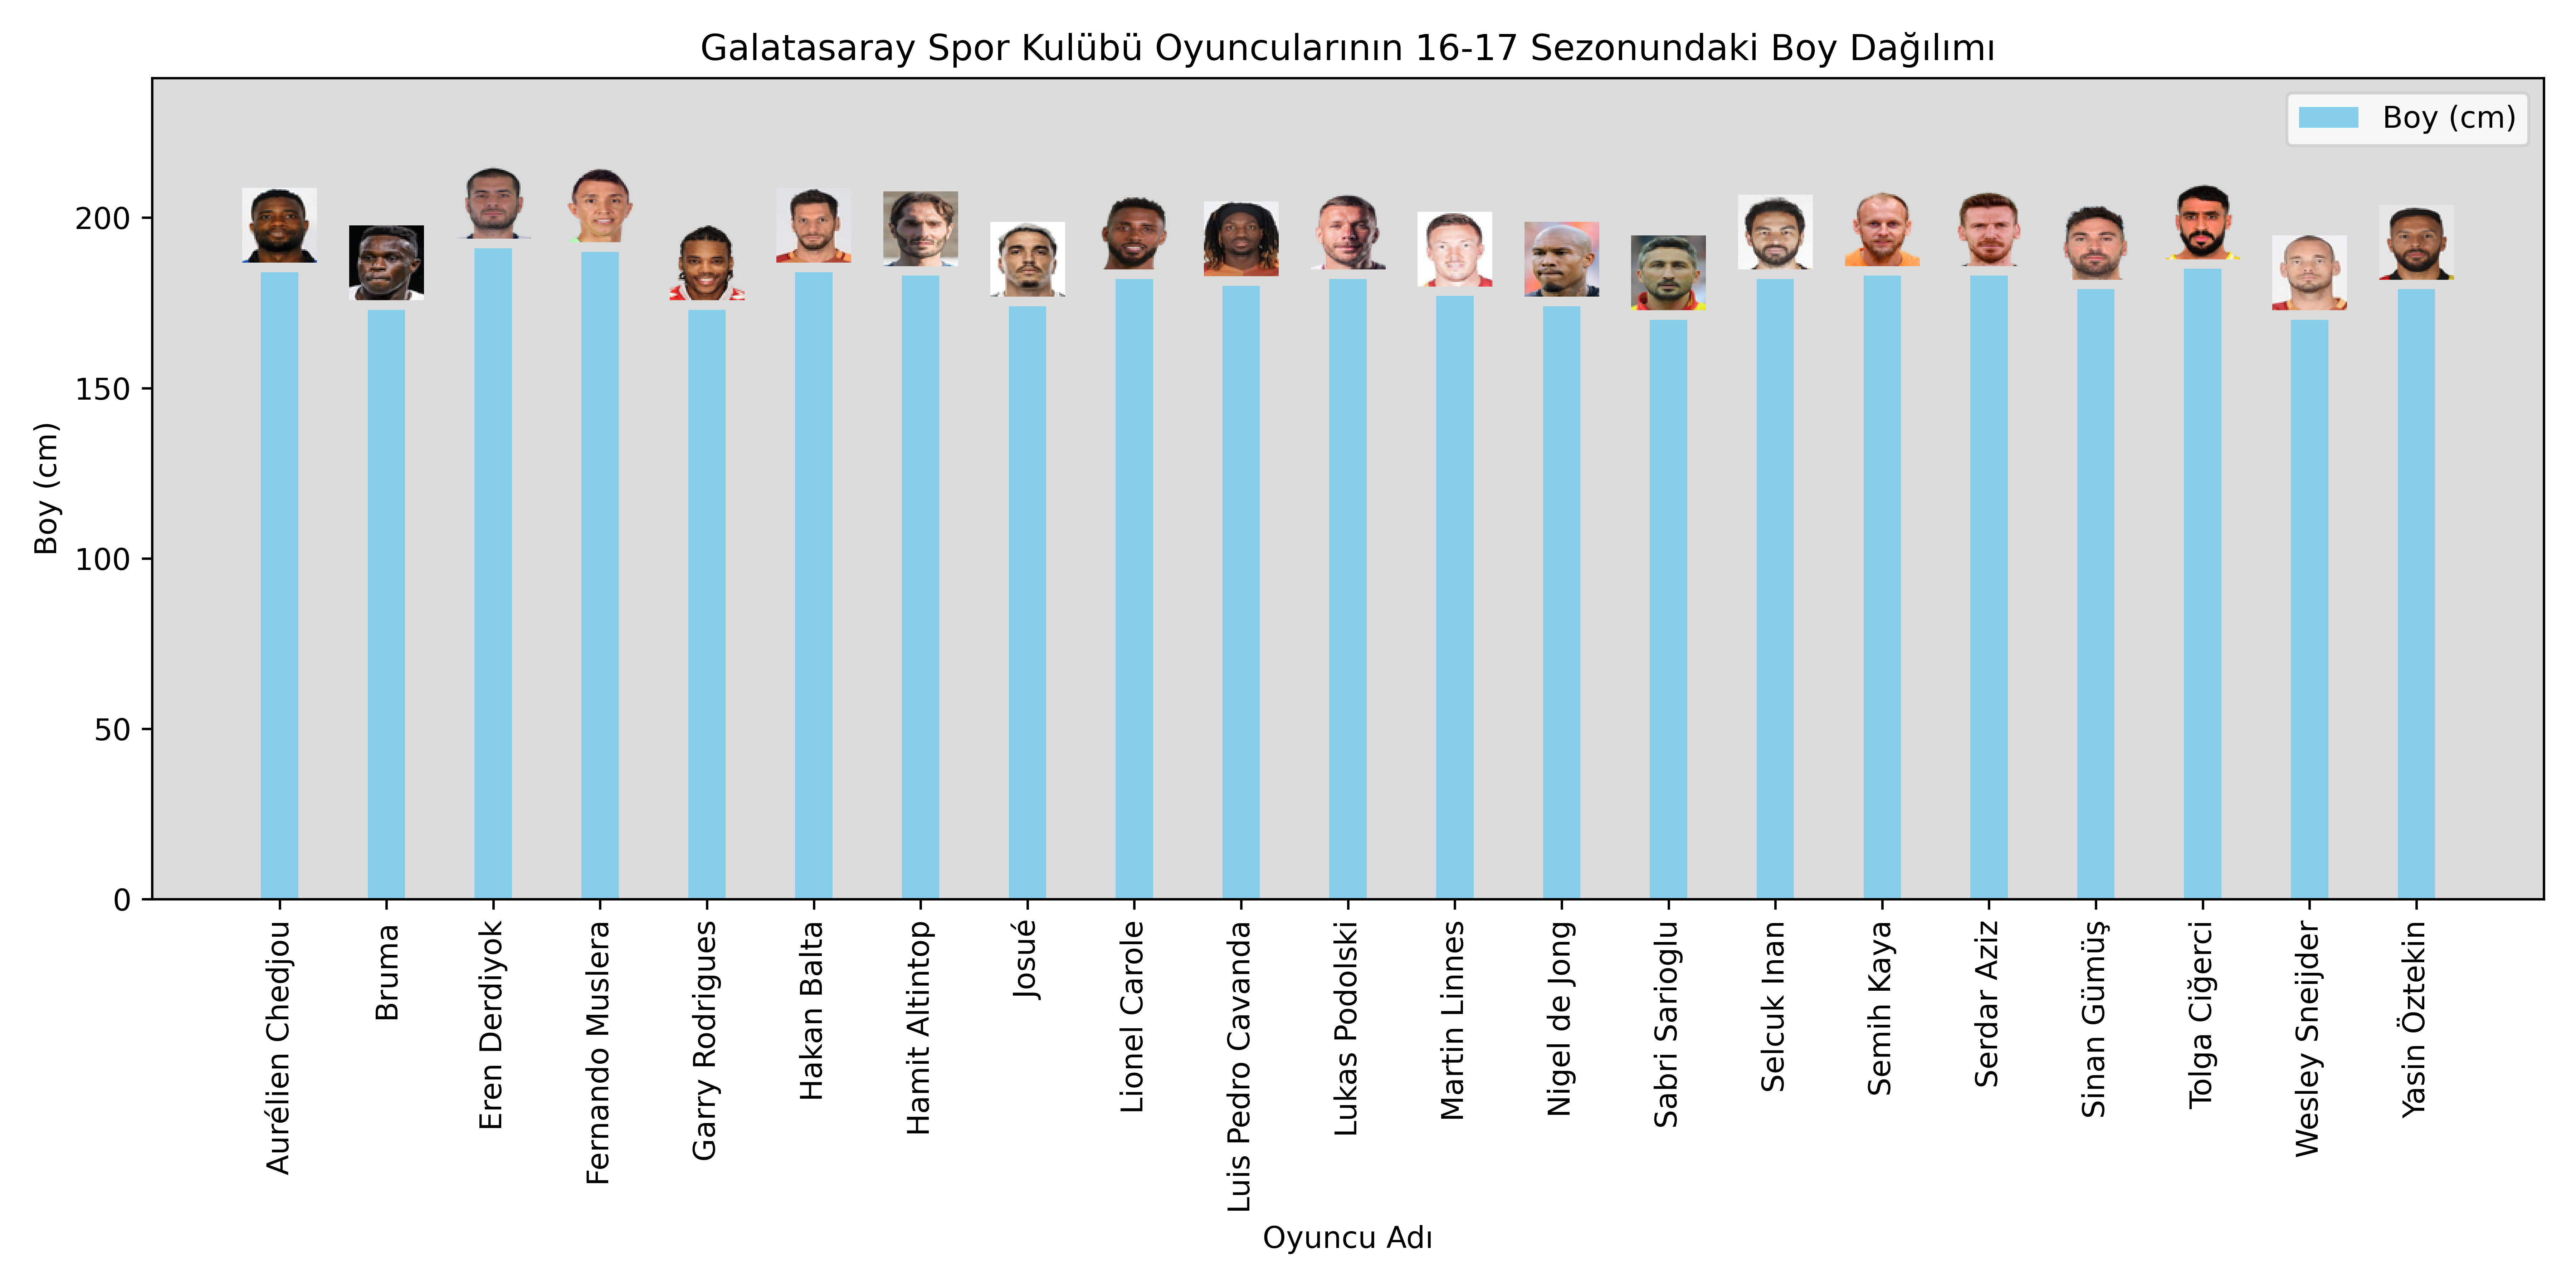 Galatasaray Spor Kulübü Oyuncularının 16-17 Sezonundaki Boy Dağılımı
Boy (cm)
Boy (cm)
200
150
100
50
0
Aurélien Chedjou
Bruma
Eren Derdiyok
Fernando Muslera
Garry Rodrigues
Hakan Balta
Hamit Altintop
Josué
Lionel Carole
Luis Pedro Cavanda
Lukas Podolski
Martin Linnes
Nigel de Jong
Sabri Sarioglu
Selcuk Inan
Semih Kaya
Serdar Aziz
Sinan Gümüş
Tolga Ciğerci
Wesley Sneijder
Yasin Öztekin
Oyuncu Adı